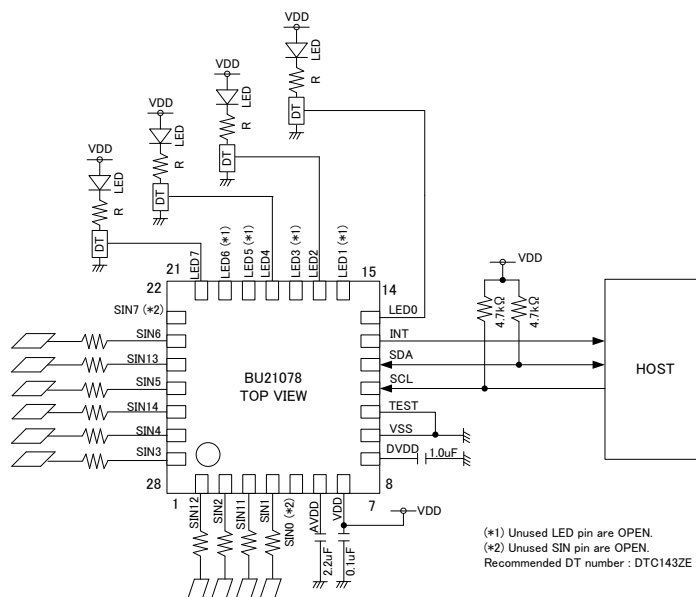 VDD
LED
R
DT
VDD
LED
R
DT
VDD
LED
R
DT
VDD
LED
R
DT
21
LED7
LED6 (*1)
LED5 (*1)
LED4
LED3 (*1)
LED2
LED1 (*1)
15
22
14
SIN7 (*2)
SIN6
SIN13
SIN5
SIN14
SIN4
SIN3
28
BU21078
TOP VIEW
LED0
INT
SDA
SCL
TEST
VSS
DVDD
1.0uF
8
VDD
4.7kΩ
4.7kΩ
HOST
1
SIN12
SIN2
SIN11
SIN1
SIN0 (*2)
AVDD
VDD
7
2.2uF
0.1uF
VDD
(*1) Unused LED pin are OPEN.
(*2) Unused SIN pin are OPEN.
Recommended DT number : DTC143ZE